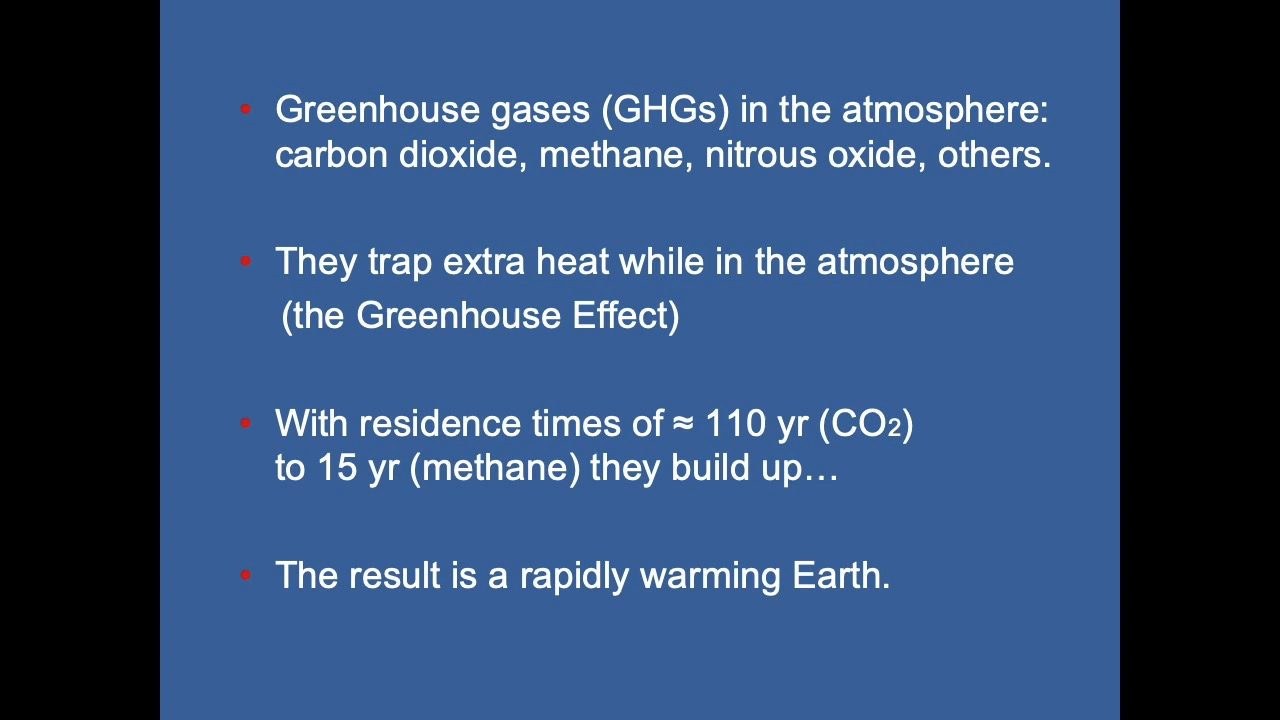 • Greenhouse gases (GHGs) in the atmosphere:
carbon dioxide, methane, nitrous oxide, others.
• They trap extra heat while in the atmosphere
(the Greenhouse Effect)
• With residence times of ≈ 110 yr (CO₂)
to 15 yr (methane) they build up…
• The result is a rapidly warming Earth.